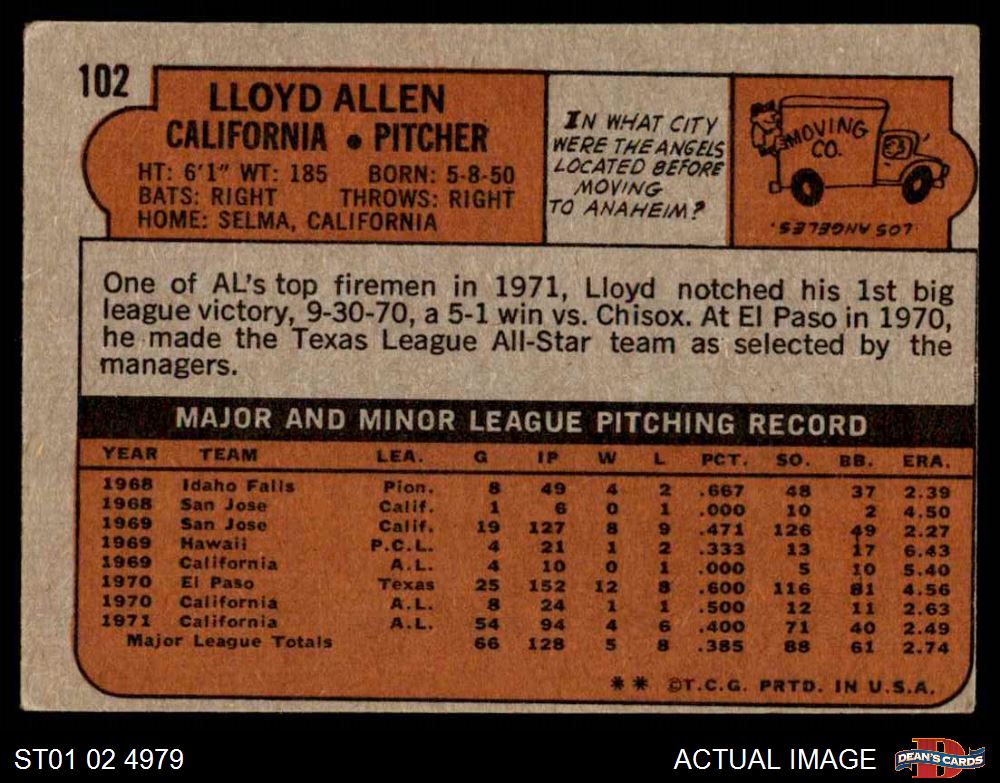 102
LLOYD ALLEN
CALIFORNIA • PITCHER
HT: 6'1" WT: 185 BORN: 5-8-50
BATS: RIGHT THROWS: RIGHT
HOME: SELMA, CALIFORNIA
IN WHAT CITY
WERE THE ANGELS
LOCATED BEFORE
MOVING
TO ANAHEIM?
MOVING
CO.
"LOS ANGELES."
One of AL's top firemen in 1971, Lloyd notched his 1st big
league victory, 9-30-70, a 5-1 win vs. Chisox. At El Paso in 1970,
he made the Texas League All-Star team as selected by the
managers.
MAJOR AND MINOR LEAGUE PITCHING RECORD
YEAR TEAM LEA. G IP W L PCT. SO. BB. ERA.
1968 Idaho Falls Pion. 8 49 4 2 .667 48 37 2.39
1968 San Jose Calif. 1 6 0 1 .000 10 2 4.50
1969 San Jose Calif. 19 127 8 9 .471 126 49 2.27
1969 Hawaii P.C.L. 4 21 1 2 .333 13 17 6.43
1969 California A.L. 4 10 0 1 .000 5 10 5.40
1970 El Paso Texas 25 152 12 8 .600 116 81 4.56
1970 California A.L. 8 24 1 1 .500 12 11 2.63
1971 California A.L. 54 94 4 6 .400 71 40 2.49
Major League Totals 66 128 5 8 .385 88 61 2.74
** ©T.C.G. PRTD. IN U.S.A.
ST01 02 4979
ACTUAL IMAGE
D
DEAN'S CARDS